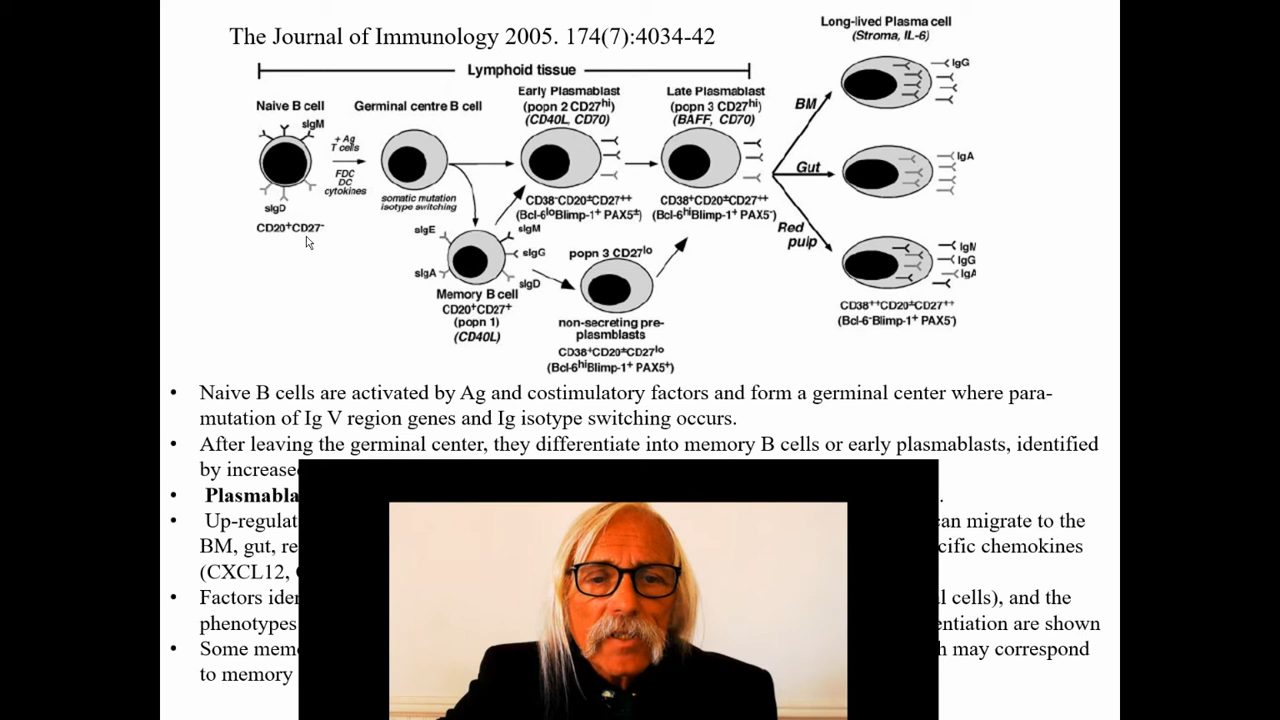 The Journal of Immunology 2005. 174(7):4034-42
Long-lived Plasma cell
(Stroma, IL-6)
Lymphoid tissue
Naive B cell
Germinal centre B cell
Early Plasmablast
(popn 2 CD27hi)
(CD40L, CD70)
Late Plasmablast
(popn 3 CD27hi)
(BAFF, CD70)
sIgM
+ Ag
T cells
FDC
DC
cytokines
sIgD
CD20+CD27-
somatic mutation
isotype switching
CD38-CD20±CD27++
(Bcl-6loBlimp-1+ PAX5±)
CD38+CD20±CD27++
(Bcl-6hiBlimp-1+ PAX5-)
BM
Gut
Red
pulp
IgG
IgA
IgM
IgG
IgA
CD38++CD20±CD27++
(Bcl-6-Blimp-1+ PAX5-)
sIgE
sIgM
sIgG
sIgA
sIgD
Memory B cell
CD20+CD27+
(popn 1)
(CD40L)
popn 3 CD27lo
non-secreting pre-
plasmblasts
CD38+CD20±CD27lo
(Bcl-6hiBlimp-1+ PAX5+)
• Naive B cells are activated by Ag and costimulatory factors and form a germinal center where para-
mutation of Ig V region genes and Ig isotype switching occurs.
• After leaving the germinal center, they differentiate into memory B cells or early plasmablasts, identified
by increased
• Plasmabla
• Up-regulat can migrate to the
BM, gut, re cific chemokines
(CXCL12,
• Factors iden l cells), and the
phenotypes entiation are shown
• Some memo h may correspond
to memory